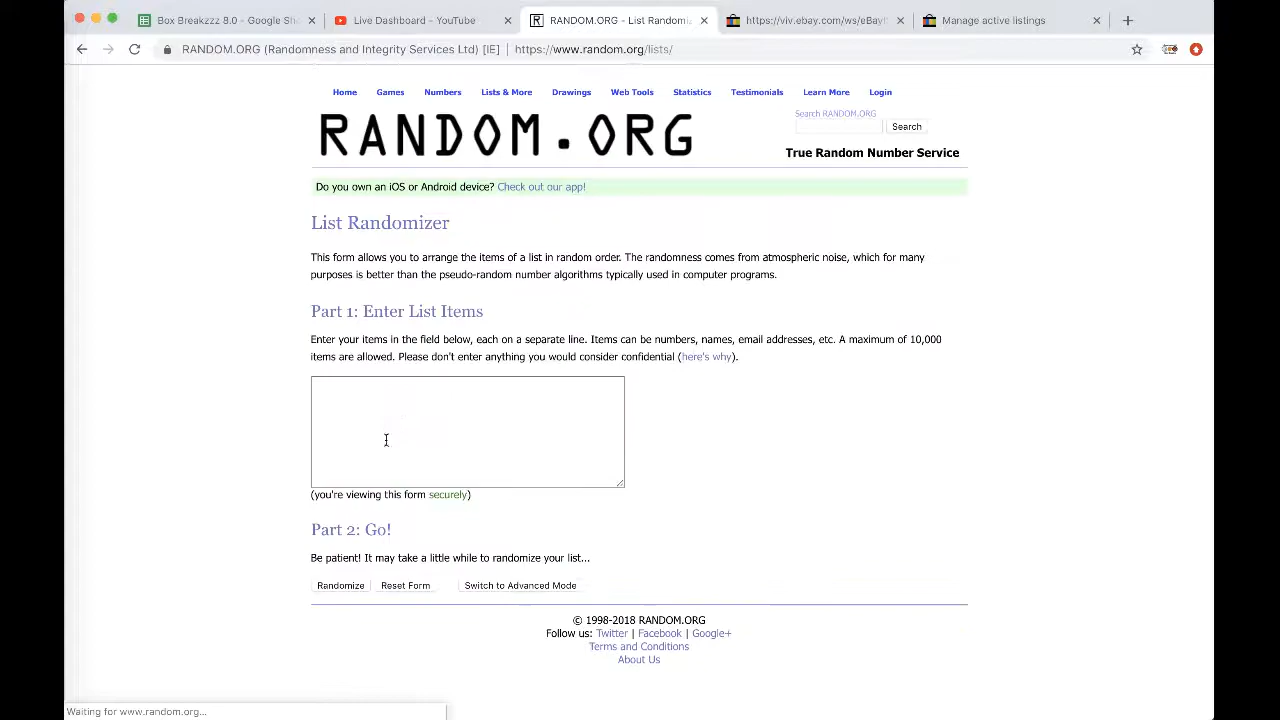 Box Breakzzz 8.0 - Google Sh
Live Dashboard - YouTube
RANDOM.ORG - List Randomi
https://viv.ebay.com/ws/eBayI
Manage active listings
RANDOM.ORG (Randomness and Integrity Services Ltd) [IE] | https://www.random.org/lists/
Home Games Numbers Lists & More Drawings Web Tools Statistics Testimonials Learn More Login
RANDOM.ORG
Search RANDOM.ORG
Search
True Random Number Service
Do you own an iOS or Android device? Check out our app!
List Randomizer
This form allows you to arrange the items of a list in random order. The randomness comes from atmospheric noise, which for many
purposes is better than the pseudo-random number algorithms typically used in computer programs.
Part 1: Enter List Items
Enter your items in the field below, each on a separate line. Items can be numbers, names, email addresses, etc. A maximum of 10,000
items are allowed. Please don't enter anything you would consider confidential (here's why).
(you're viewing this form securely)
Part 2: Go!
Be patient! It may take a little while to randomize your list...
Randomize Reset Form Switch to Advanced Mode
© 1998-2018 RANDOM.ORG
Follow us: Twitter | Facebook | Google+
Terms and Conditions
About Us
Waiting for www.random.org...